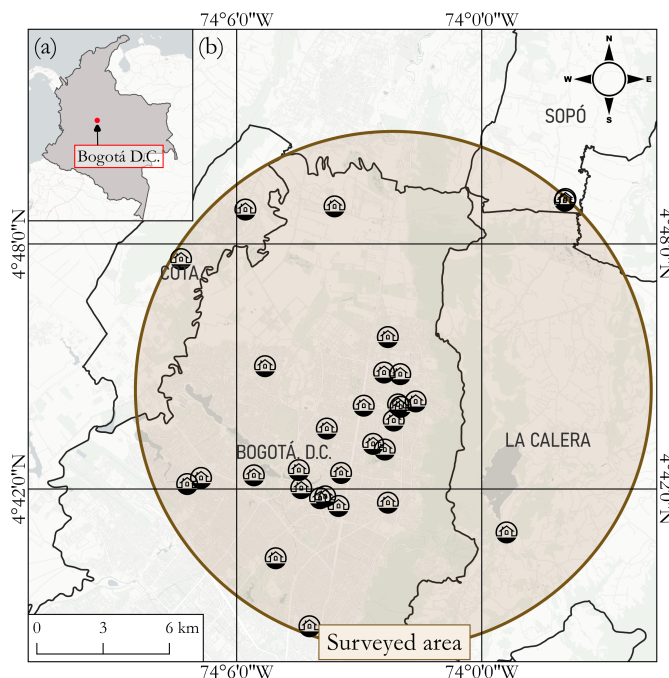 74°6'0"W
74°0'0"W
(a)
(b)
N
W
E
S
SOPÓ
Bogotá D.C.
4°48'0"N
4°48'0"N
COTA
LA CALERA
BOGOTÁ, D.C.
4°42'0"N
4°42'0"N
0
3
6 km
Surveyed area
74°6'0"W
74°0'0"W